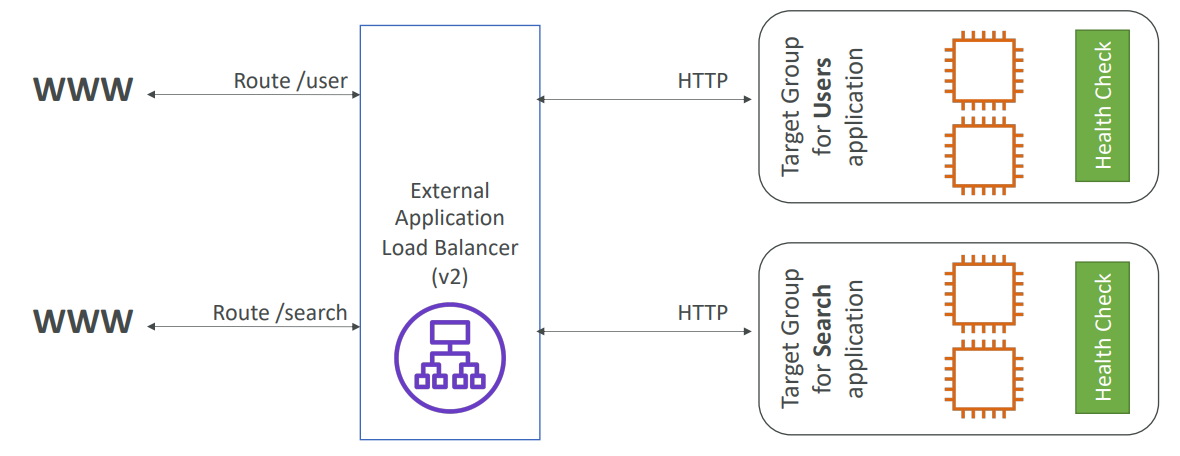 WWW
Route /user
HTTP
Target Group
for Users
application
Health Check
External
Application
Load Balancer
(v2)
WWW
Route /search
HTTP
Target Group
for Search
application
Health Check